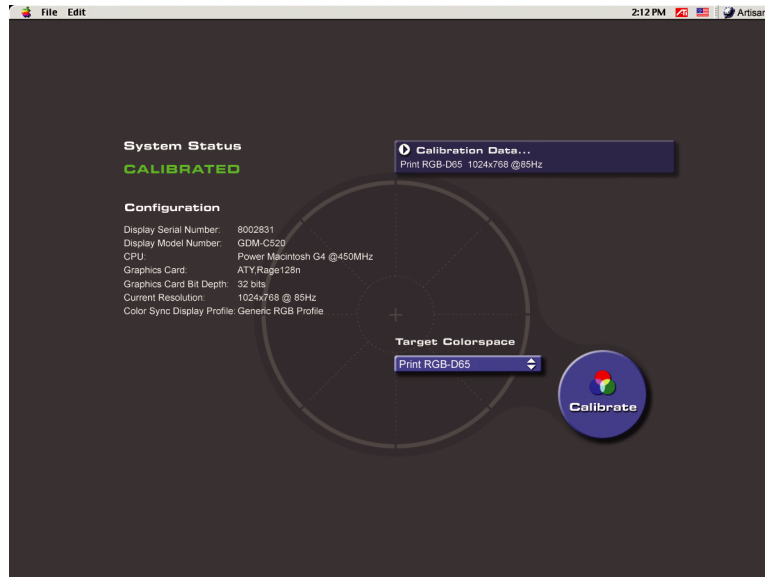 File Edit 2:12 PM ATI Artisan
System Status
CALIBRATED
Calibration Data...
Print RGB-D65 1024x768 @85Hz
Configuration
Display Serial Number: 8002831
Display Model Number: GDM-C520
CPU: Power Macintosh G4 @450MHz
Graphics Card: ATY,Rage128n
Graphics Card Bit Depth: 32 bits
Current Resolution: 1024x768 @ 85Hz
Color Sync Display Profile: Generic RGB Profile
Target Colorspace
Print RGB-D65
Calibrate